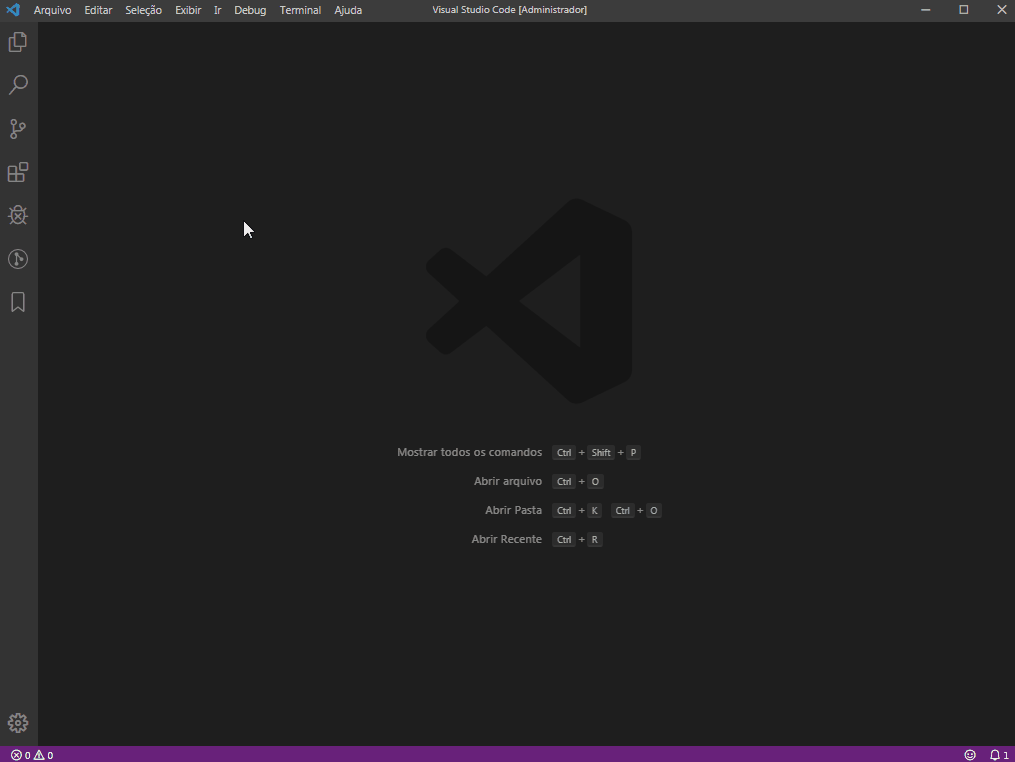 Arquivo Editar Seleção Exibir Ir Debug Terminal Ajuda Visual Studio Code [Administrador]
Mostrar todos os comandos Ctrl + Shift + P
Abrir arquivo Ctrl + O
Abrir Pasta Ctrl + K Ctrl + O
Abrir Recente Ctrl + R
0 0 1